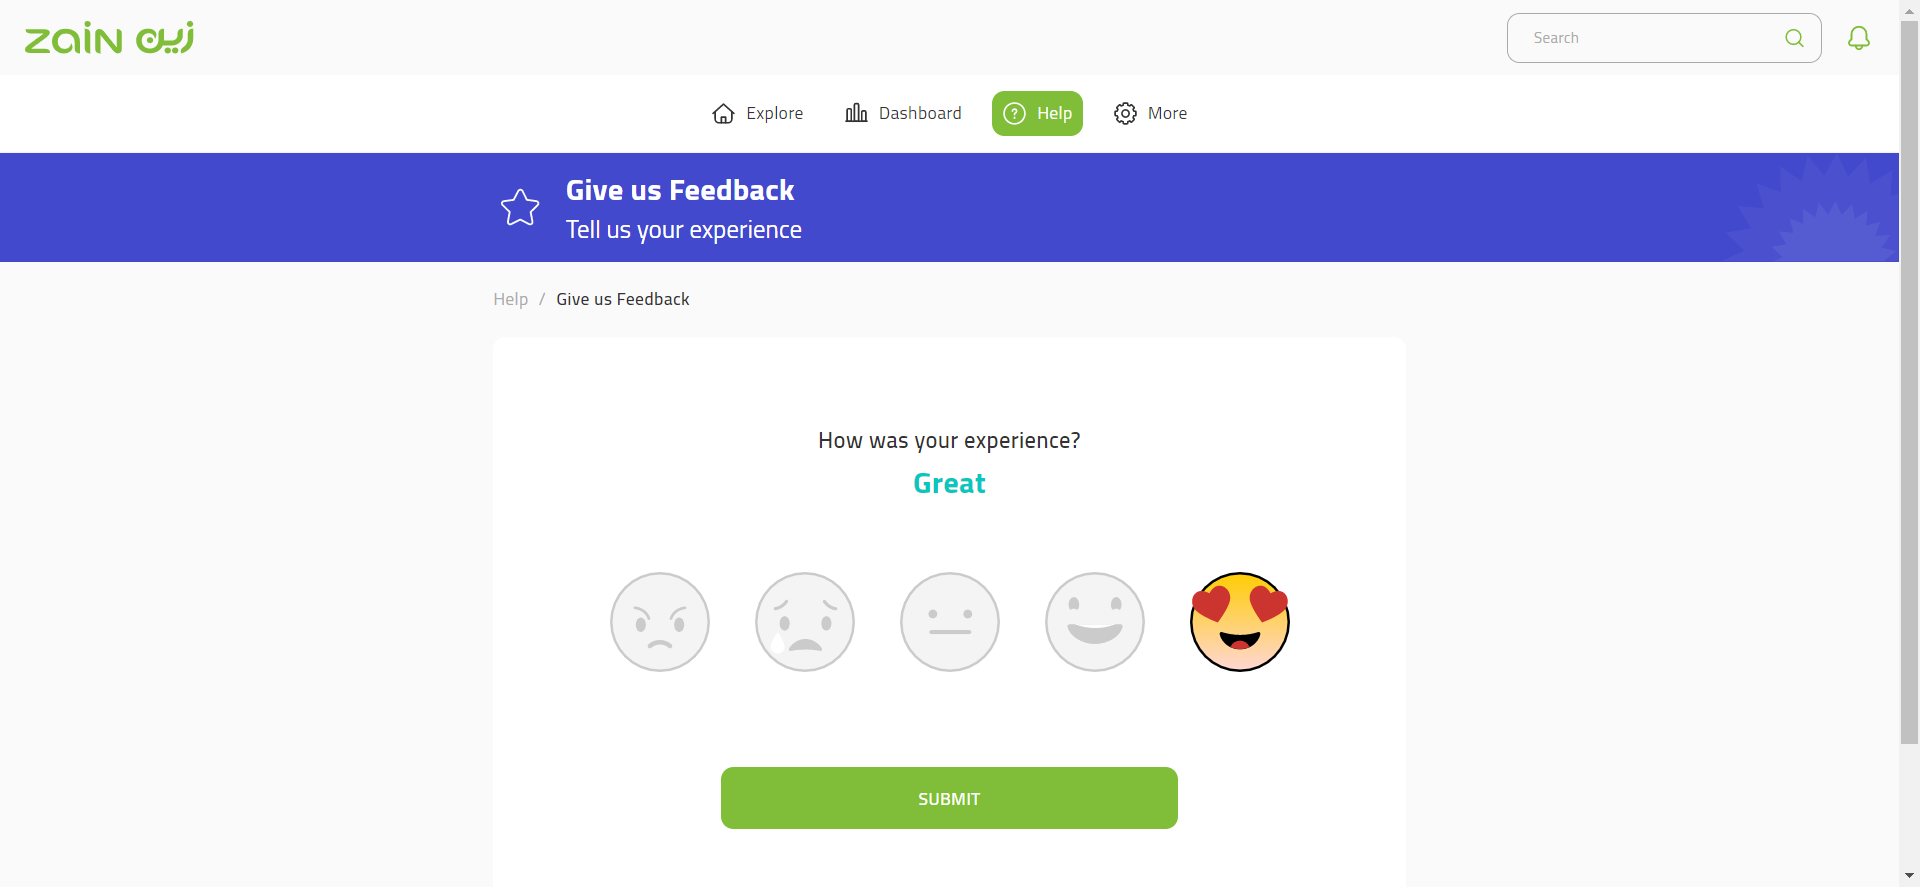 zain زين
Search
Explore
Dashboard
Help
More
Give us Feedback
Tell us your experience
Help / Give us Feedback
How was your experience?
Great
SUBMIT